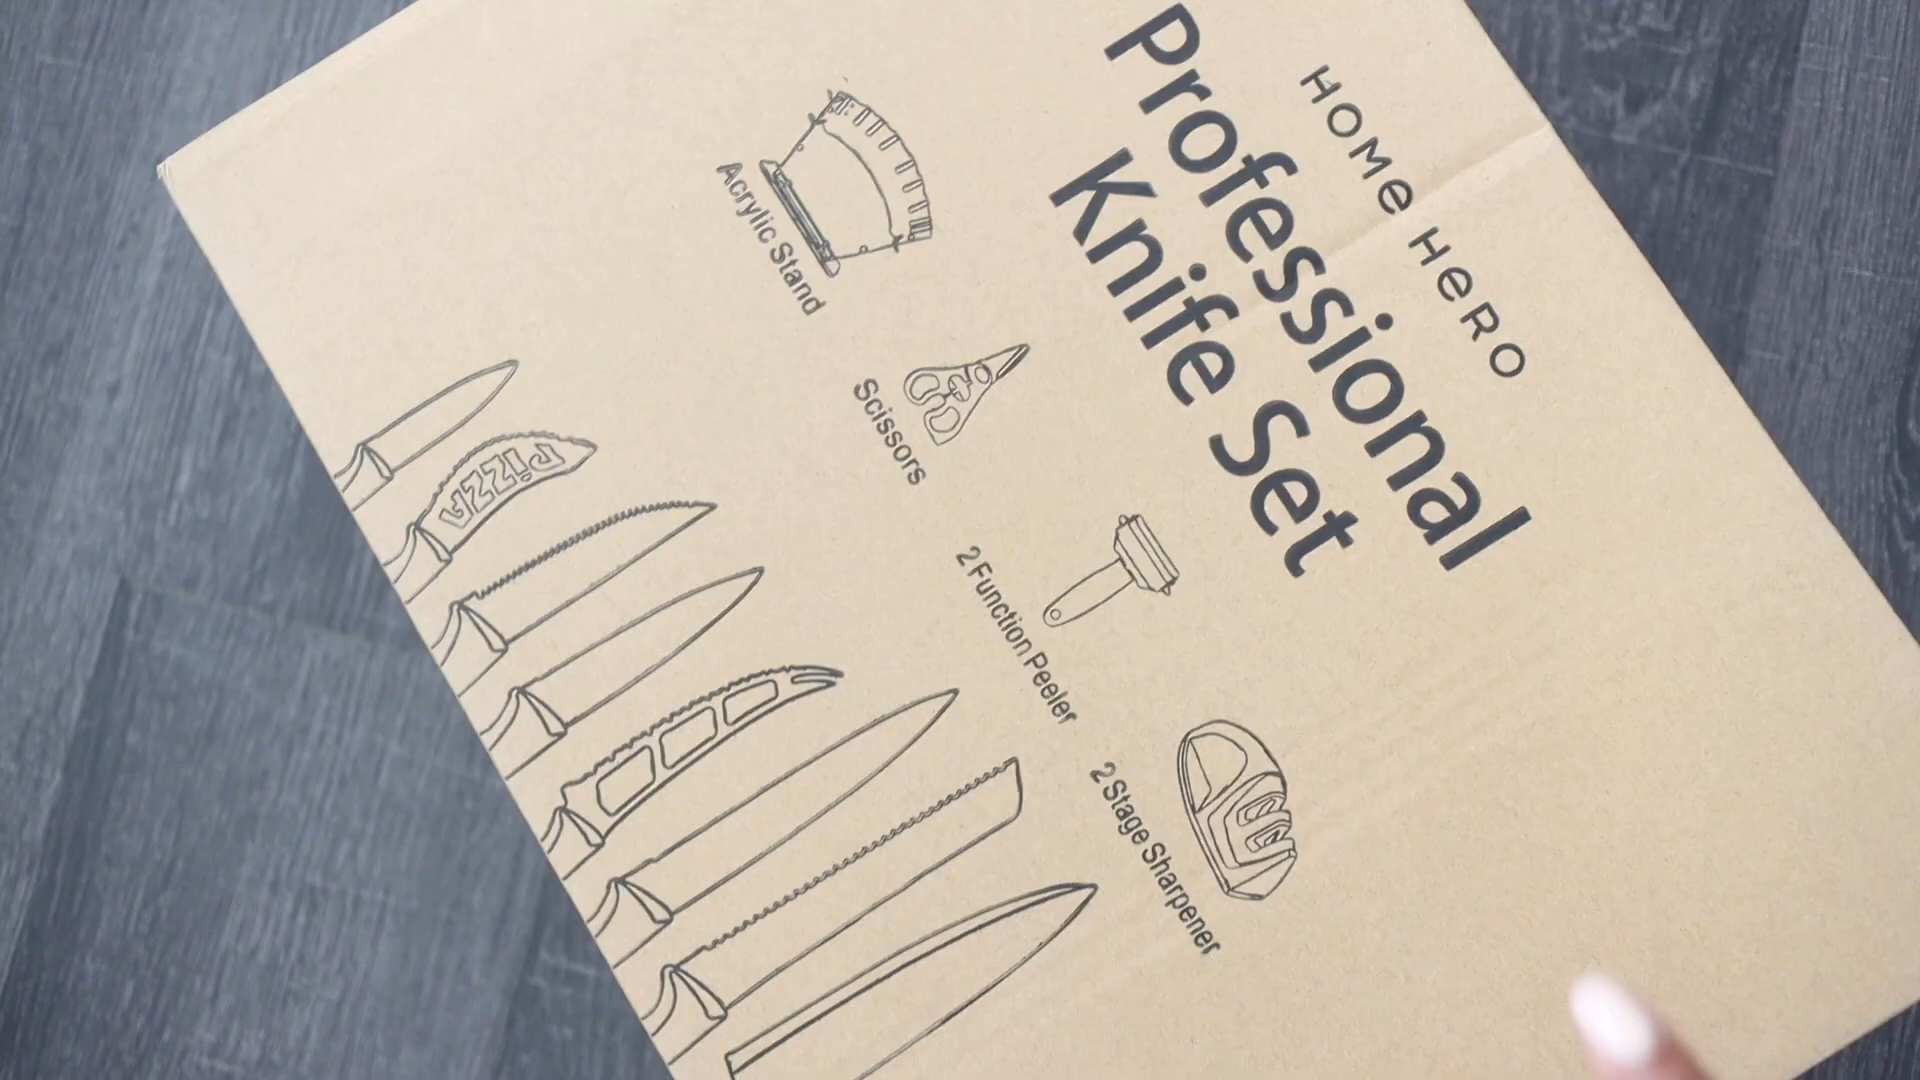 HOMe HeRO
Professional
Knife Set
Acrylic Stand
Scissors
2 Function Peeler
2 Stage Sharpener
PizzA